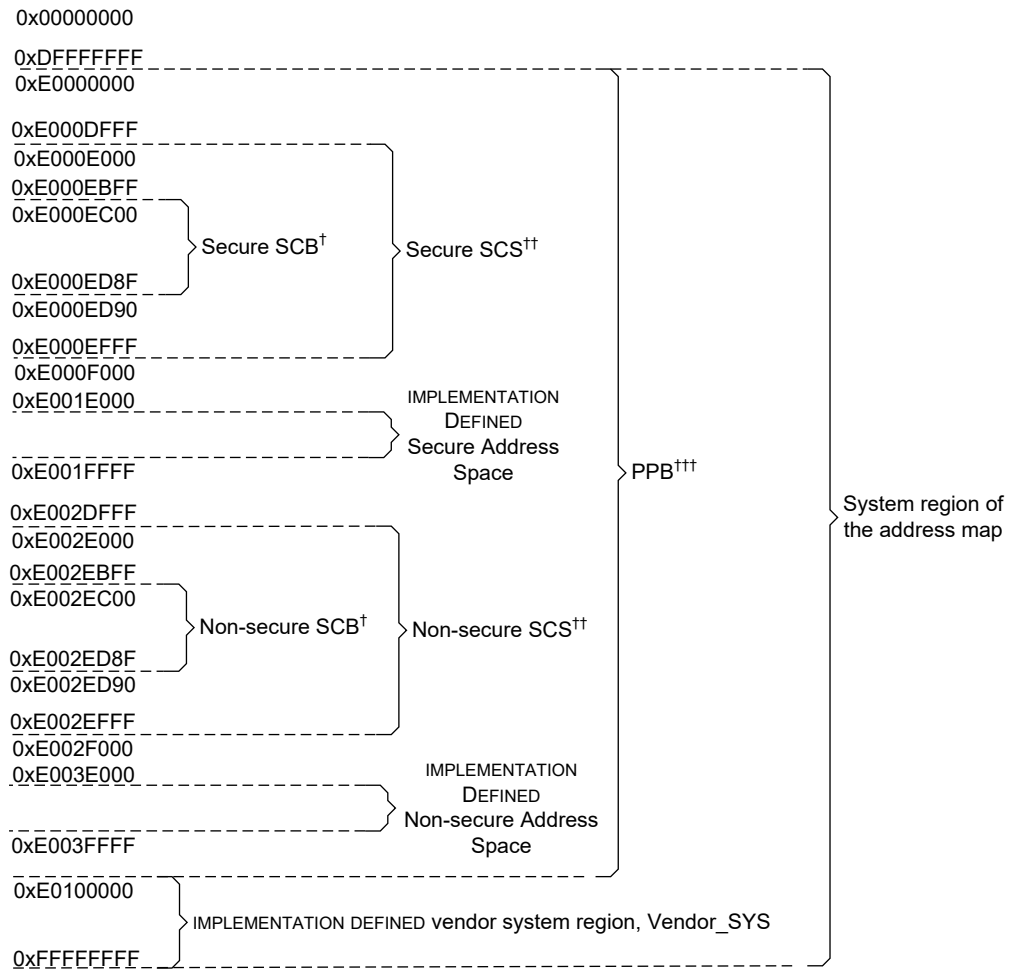 0x00000000
0xDFFFFFFF
0xE0000000
0xE000DFFF
0xE000E000
0xE000EBFF
0xE000EC00
Secure SCB†
Secure SCS††
0xE000ED8F
0xE000ED90
0xE000EFFF
0xE000F000
0xE001E000
IMPLEMENTATION
DEFINED
Secure Address
Space
0xE001FFFF
PPB†††
System region of
the address map
0xE002DFFF
0xE002E000
0xE002EBFF
0xE002EC00
Non-secure SCB†
Non-secure SCS††
0xE002ED8F
0xE002ED90
0xE002EFFF
0xE002F000
0xE003E000
IMPLEMENTATION
DEFINED
Non-secure Address
Space
0xE003FFFF
0xE0100000
IMPLEMENTATION DEFINED vendor system region, Vendor_SYS
0xFFFFFFFF